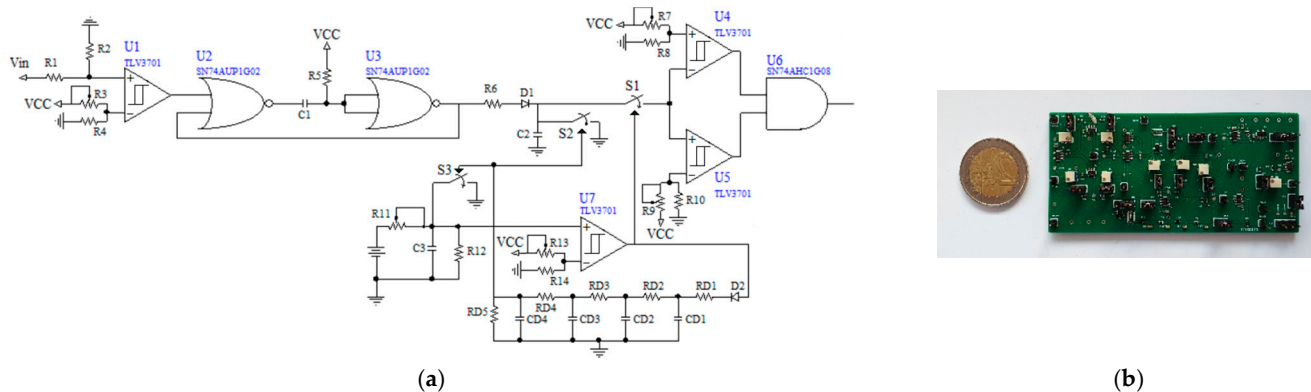 Vin
R1
R2
VCC
R3
R4
U1
TLV3701
+
-
U2
SN74AUP1G02
C1
VCC
R5
U3
SN74AUP1G02
R6
D1
C2
S2
S1
VCC
R7
R8
U4
TLV3701
+
-
U6
SN74AHC1G08
+
-
U5
TLV3701
R9
R10
VCC
S3
R11
C3
R12
U7
TLV3701
VCC
R13
R14
+
-
RD5
CD4
RD4
CD3
RD3
CD2
RD2
CD1
RD1
D2
(a)
(b)